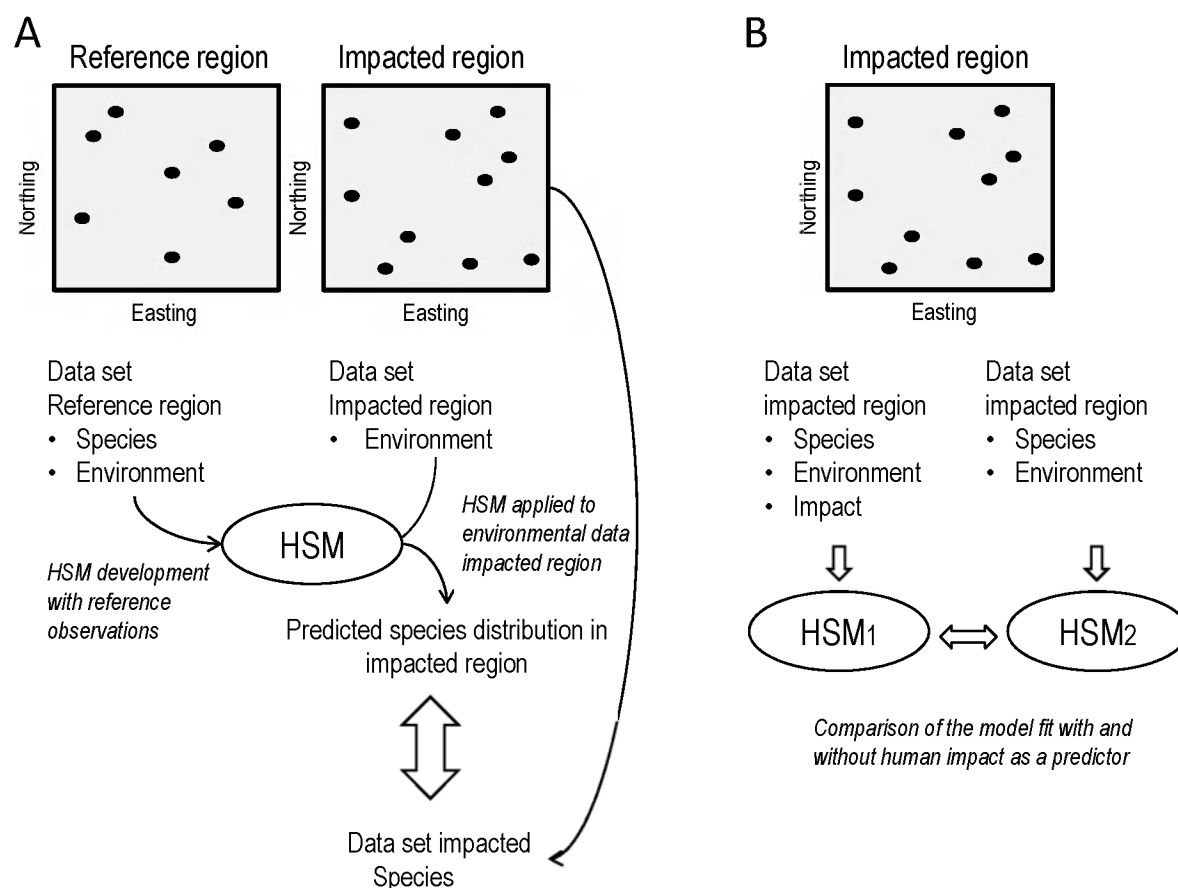 A
Reference region
Impacted region
Northing
Northing
Easting
Easting
Data set
Reference region
• Species
• Environment
Data set
Impacted region
• Environment
HSM
HSM development
with reference
observations
HSM applied to
environmental data
impacted region
Predicted species distribution in
impacted region
Data set impacted
Species
B
Impacted region
Northing
Easting
Data set
impacted region
• Species
• Environment
• Impact
Data set
impacted region
• Species
• Environment
HSM1
HSM2
Comparison of the model fit with and
without human impact as a predictor